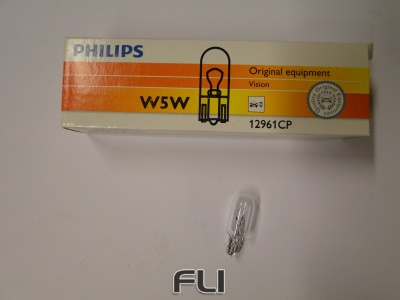 PHILIPS
Original equipment
Vision
W5W
12961CP
FLI